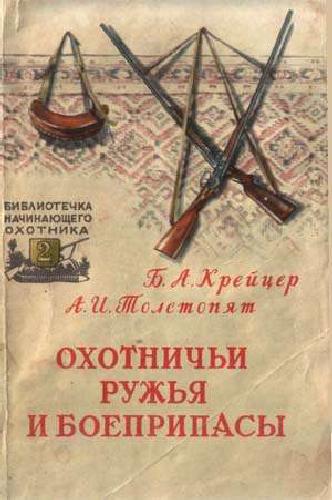 БИБЛИОТЕЧКА
НАЧИНАЮЩЕГО
ОХОТНИКА
2
Б. А. Крейцер
А. И. Толстопят
ОХОТНИЧЬИ
РУЖЬЯ
И БОЕПРИПАСЫ